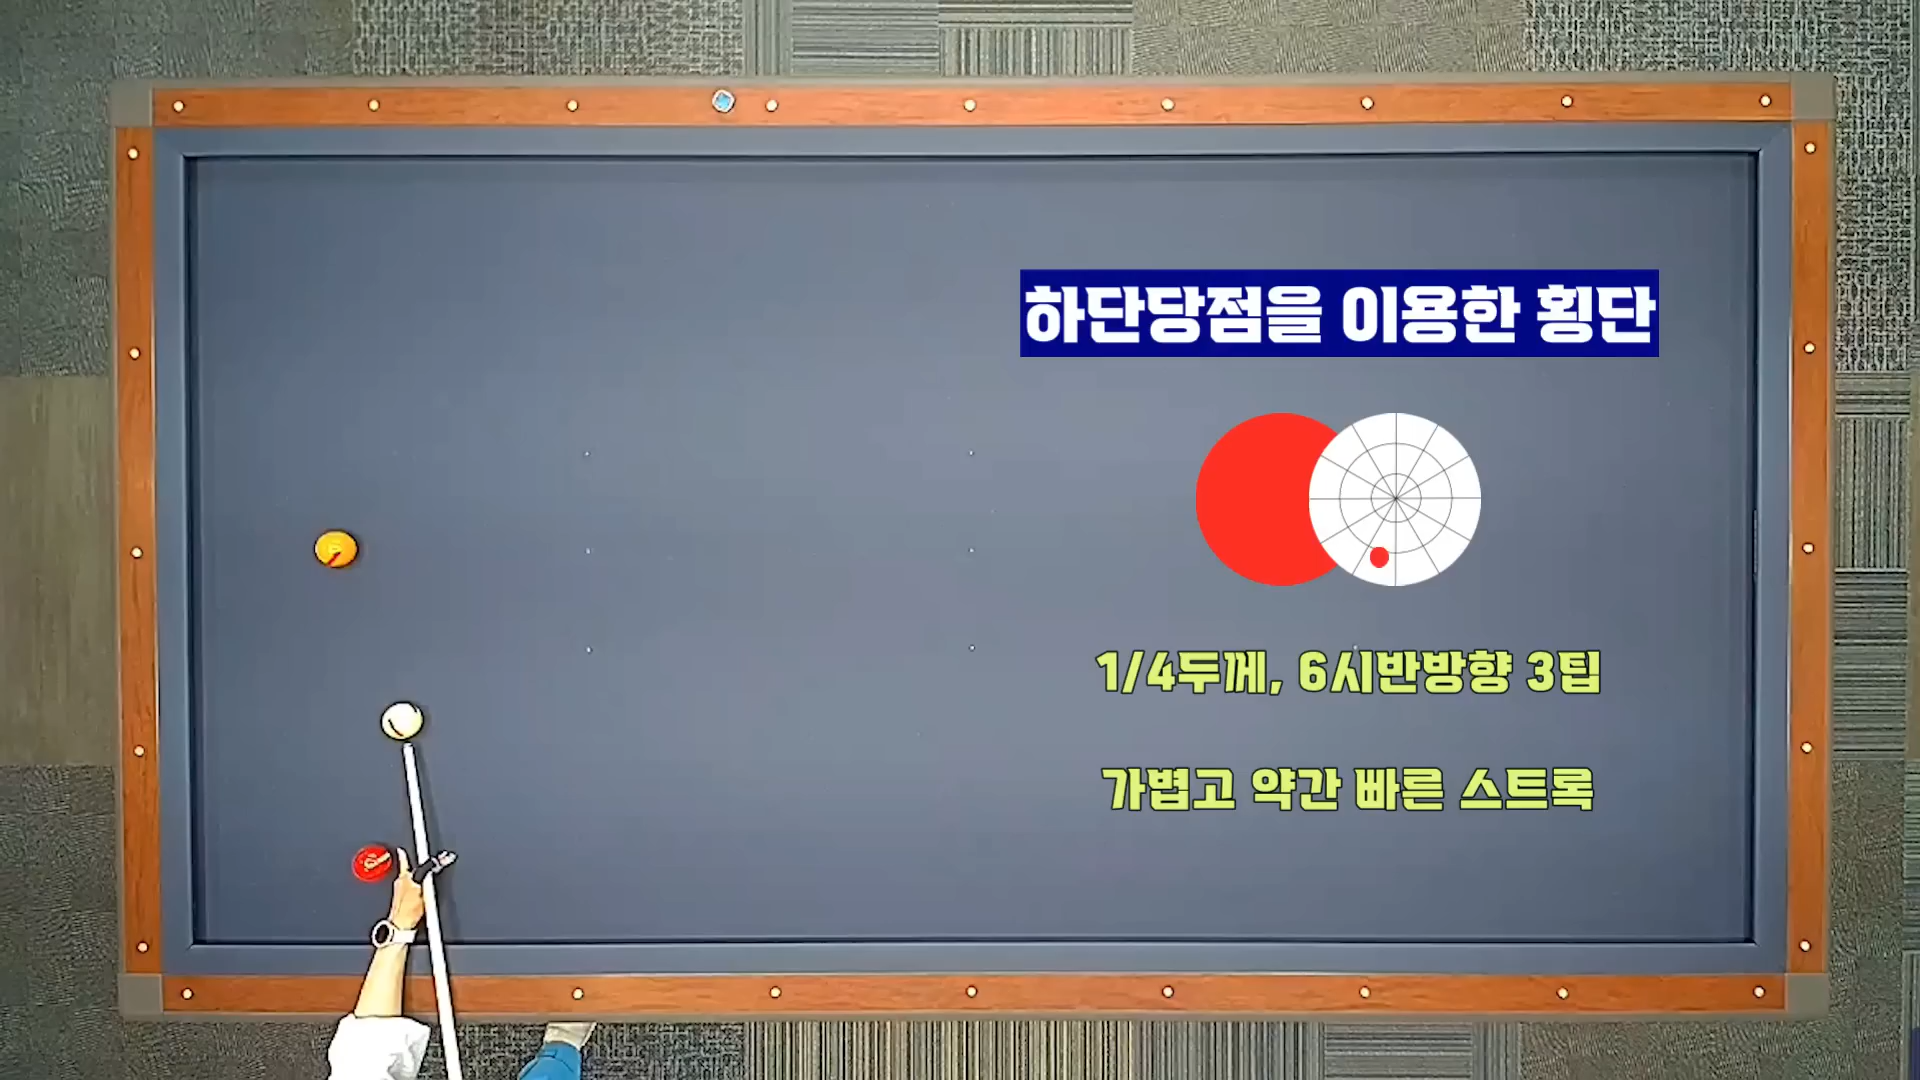 하단당점을 이용한 횡단
1/4두께, 6시반방향 3팁
가볍고 약간 빠른 스트록